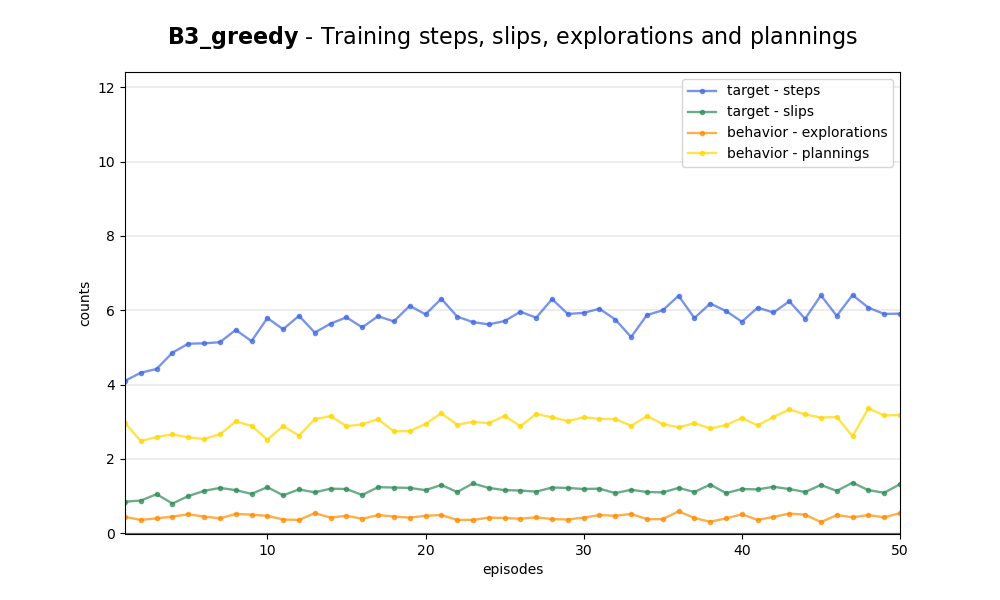 B3_greedy - Training steps, slips, explorations and plannings
target - steps
target - slips
behavior - explorations
behavior - plannings
counts
12
10
8
6
4
2
0
10 20 30 40 50
episodes